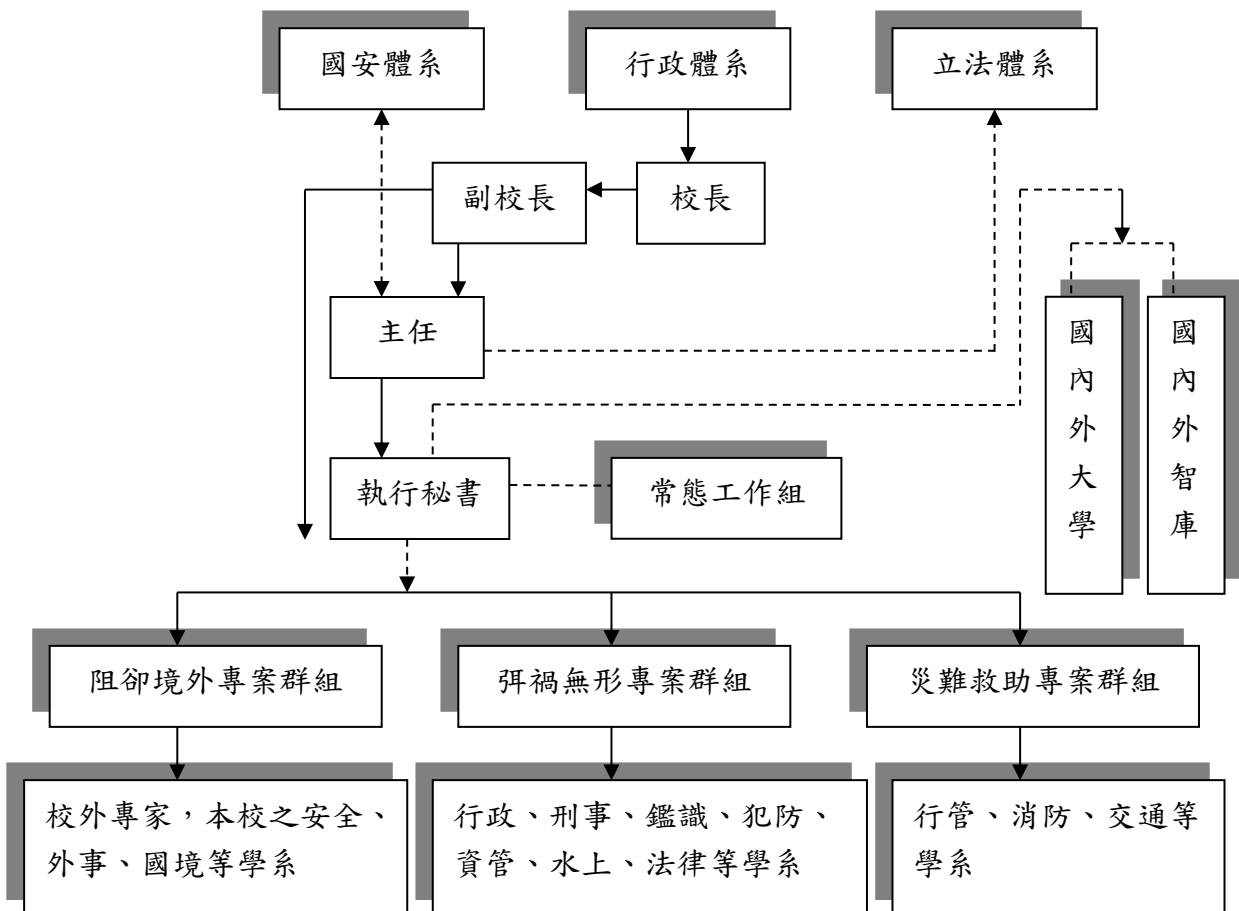 國安體系
行政體系
立法體系
副校長
校長
主任
國內外大學
國內外智庫
執行秘書
常態工作組
阻卻境外專案群組
弭禍無形專案群組
災難救助專案群組
校外專家，本校之安全、
外事、國境等學系
行政、刑事、鑑識、犯防、
資管、水上、法律等學系
行管、消防、交通等
學系